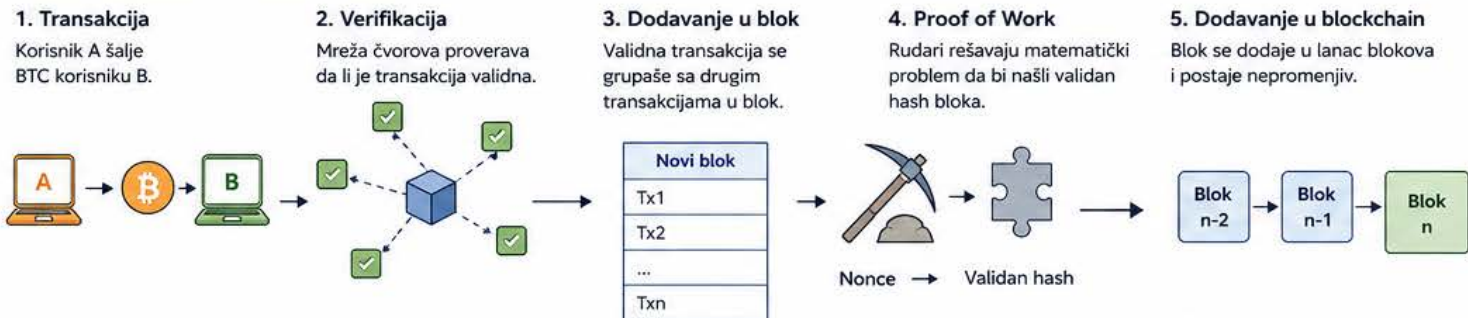 1. Transakcija
Korisnik A šalje
BTC korisniku B.
2. Verifikacija
Mreža čvorova proverava
da li je transakcija validna.
3. Dodavanje u blok
Validna transakcija se
grupaše sa drugim
transakcijama u blok.
4. Proof of Work
Rudari rešavaju matematički
problem da bi našli validan
hash bloka.
5. Dodavanje u blockchain
Blok se dodaje u lanac blokova
i postaje nepromenjiv.
A
₿
B
Novi blok
Tx1
Tx2
...
Txn
Nonce → Validan hash
Blok
n-2
Blok
n-1
Blok
n